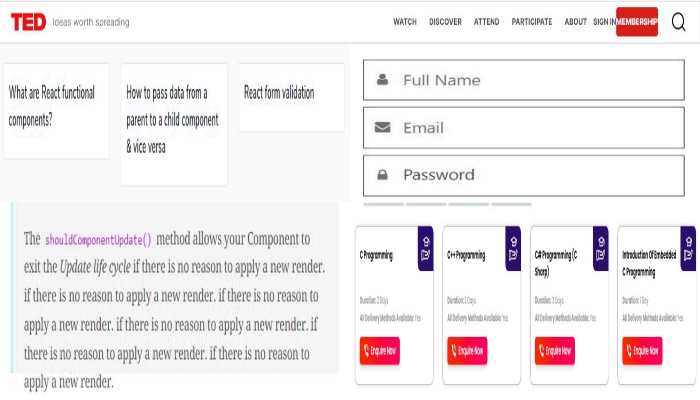 TED Ideas worth spreading
WATCH DISCOVER ATTEND PARTICIPATE ABOUT SIGN IN MEMBERSHIP
What are React functional
components?
How to pass data from a
parent to a child component
& vice versa
React form validation
Full Name
Email
Password
The shouldComponentUpdate() method allows your Component to
exit the Update life cycle if there is no reason to apply a new render.
if there is no reason to apply a new render. if there is no reason to
apply a new render. if there is no reason to apply a new render. if
there is no reason to apply a new render. if there is no reason to
apply a new render.
C Programming
Duration: 2 Days
All Delivery Methods Available: Yes
Enquire Now
C++ Programming
Duration: 2 Days
All Delivery Methods Available: Yes
Enquire Now
C# Programming (C
Sharp)
Duration: 2 Days
All Delivery Methods Available: Yes
Enquire Now
Introduction Of Embedded
C Programming
Duration: 1 Day
All Delivery Methods Available: Yes
Enquire Now